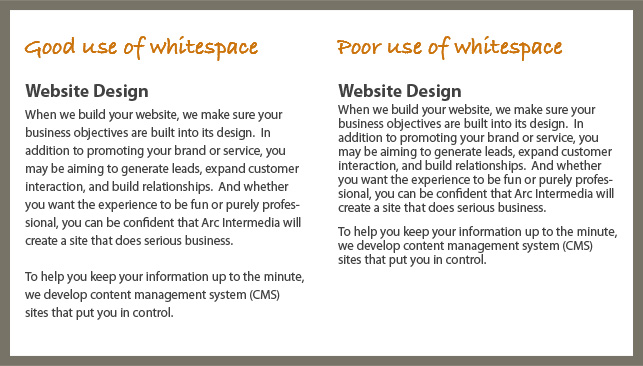 Good use of whitespace
Website Design
When we build your website, we make sure your
business objectives are built into its design.  In
addition to promoting your brand or service, you
may be aiming to generate leads, expand customer
interaction, and build relationships.  And whether
you want the experience to be fun or purely profes-
sional, you can be confident that Arc Intermedia will
create a site that does serious business.
To help you keep your information up to the minute,
we develop content management system (CMS)
sites that put you in control.
Poor use of whitespace
Website Design
When we build your website, we make sure your
business objectives are built into its design.  In
addition to promoting your brand or service, you
may be aiming to generate leads, expand customer
interaction, and build relationships.  And whether
you want the experience to be fun or purely profes-
sional, you can be confident that Arc Intermedia will
create a site that does serious business.
To help you keep your information up to the minute,
we develop content management system (CMS)
sites that put you in control.